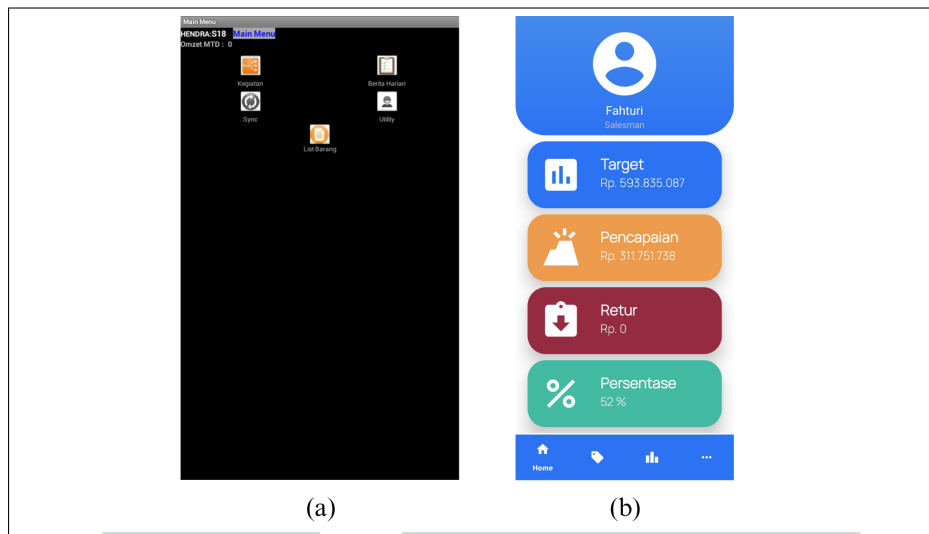 Main Menu
HENDRA:S18 Main Menu
Omzet MTD : 0
Kegiatan
Berita Harian
Sync
Utility
List Barang
(a)
Fahturi
Salesman
Target
Rp. 593.835.087
Pencapaian
Rp. 311.751.738
Retur
Rp. 0
Persentase
52 %
Home
(b)